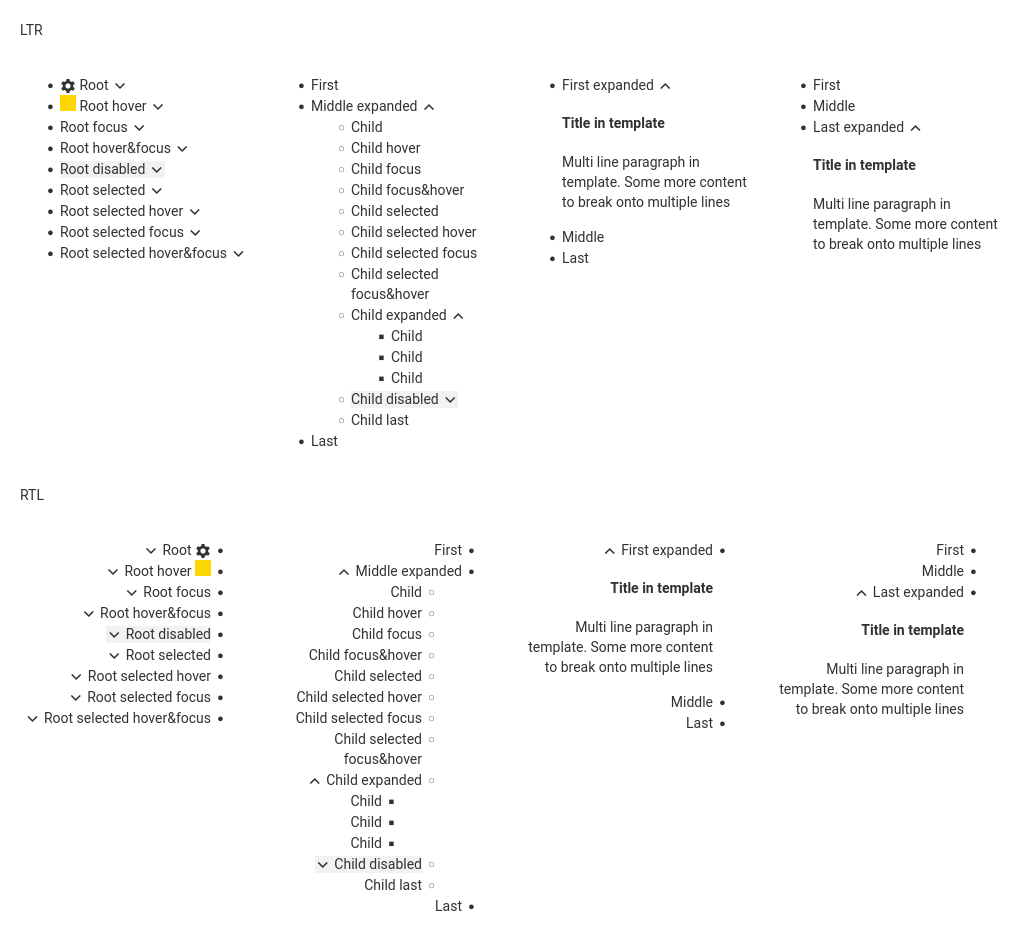 LTR
Root
Root hover
Root focus
Root hover&focus
Root disabled
Root selected
Root selected hover
Root selected focus
Root selected hover&focus
First
Middle expanded
Child
Child hover
Child focus
Child focus&hover
Child selected
Child selected hover
Child selected focus
Child selected
focus&hover
Child expanded
Child
Child
Child
Child disabled
Child last
Last
First expanded
Title in template
Multi line paragraph in
template. Some more content
to break onto multiple lines
Middle
Last
First
Middle
Last expanded
Title in template
Multi line paragraph in
template. Some more content
to break onto multiple lines
RTL
Root
Root hover
Root focus
Root hover&focus
Root disabled
Root selected
Root selected hover
Root selected focus
Root selected hover&focus
First
Middle expanded
Child
Child hover
Child focus
Child focus&hover
Child selected
Child selected hover
Child selected focus
Child selected
focus&hover
Child expanded
Child
Child
Child
Child disabled
Child last
Last
First expanded
Title in template
Multi line paragraph in
template. Some more content
to break onto multiple lines
Middle
Last
First
Middle
Last expanded
Title in template
Multi line paragraph in
template. Some more content
to break onto multiple lines